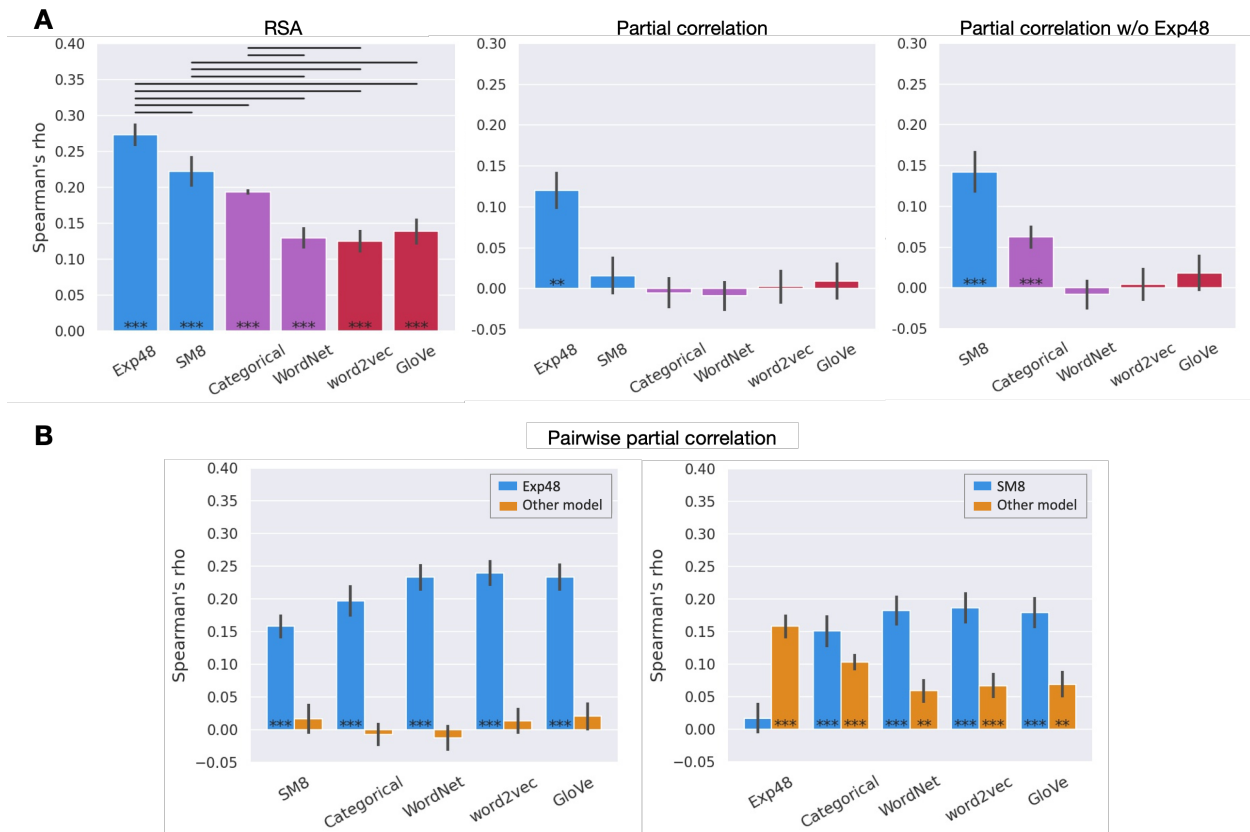 A
RSA
Partial correlation
Partial correlation w/o Exp48
Spearman's rho
0.40
0.35
0.30
0.25
0.20
0.15
0.10
0.05
0.00
*** *** *** *** *** ***
Exp48 SM8 Categorical WordNet word2vec GloVe
0.30
0.25
0.20
0.15
0.10
0.05
0.00
-0.05
**
Exp48 SM8 Categorical WordNet word2vec GloVe
0.30
0.25
0.20
0.15
0.10
0.05
0.00
-0.05
*** ***
SM8 Categorical WordNet word2vec GloVe
B
Pairwise partial correlation
Spearman's rho
0.40
0.35
0.30
0.25
0.20
0.15
0.10
0.05
0.00
−0.05
Exp48
Other model
*** *** *** *** ***
SM8 Categorical WordNet word2vec GloVe
Spearman's rho
0.40
0.35
0.30
0.25
0.20
0.15
0.10
0.05
0.00
−0.05
SM8
Other model
*** *** *** *** ** *** *** *** **
Exp48 Categorical WordNet word2vec GloVe